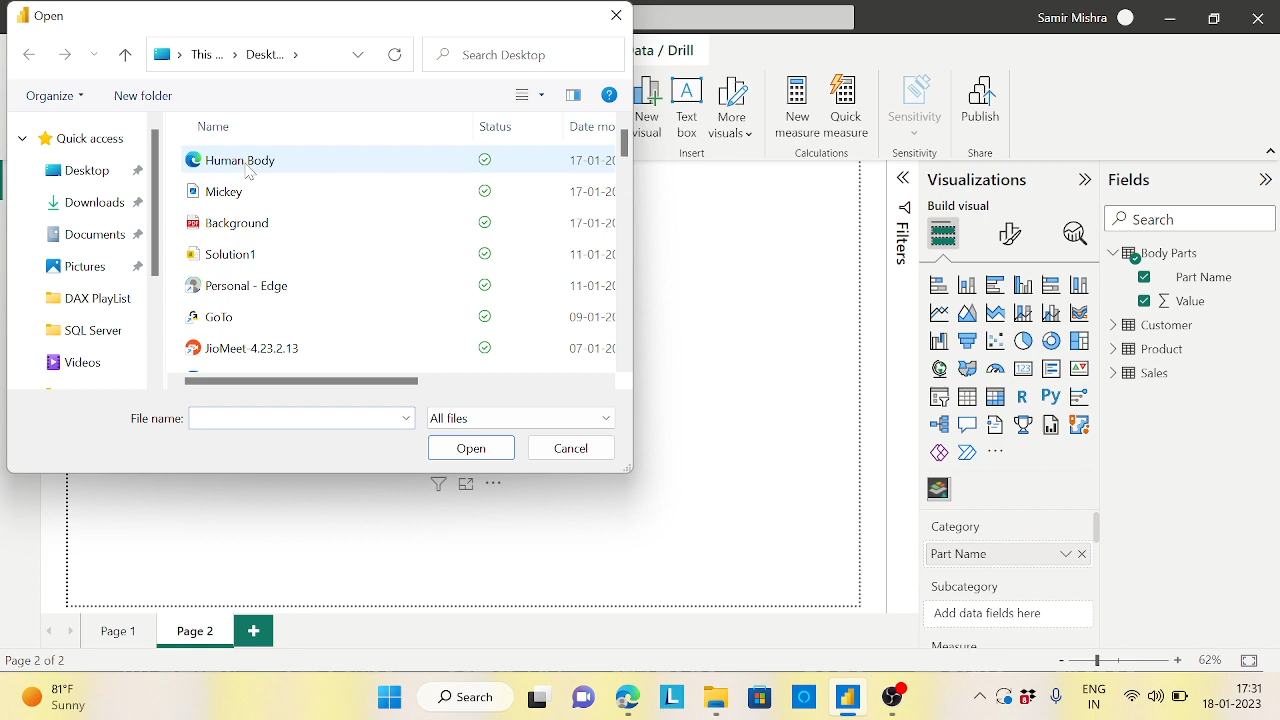 Open
ata / Drill
Samir Mishra
This ... > Deskt... >
Search Desktop
Organize
New folder
New visual
Text box
More visuals
New measure
Quick measure
Sensitivity
Publish
Insert
Calculations
Sensitivity
Share
Name
Status
Date mo
Quick access
Desktop
Downloads
Documents
Pictures
DAX PlayList
SQL Server
Videos
Human Body
17-01-20
Mickey
17-01-20
Background
17-01-20
Solution1
11-01-20
Personal - Edge
11-01-20
GoTo
09-01-20
JioMeet-4.23.2.13
07-01-20
File name:
All files
Open
Cancel
Filters
Visualizations
Build visual
Category
Part Name
Subcategory
Add data fields here
Measure
Fields
Search
Body Parts
Part Name
Value
Customer
Product
Sales
Page 1
Page 2
Page 2 of 2
62%
81°F
Sunny
Search
ENG
IN
17:31
18-01-2023